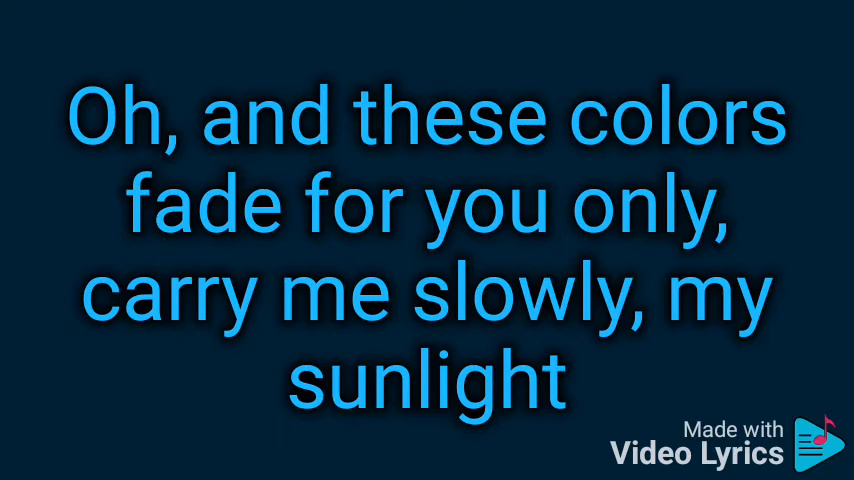 Oh, and these colors
fade for you only,
carry me slowly, my
sunlight
Made with
Video Lyrics